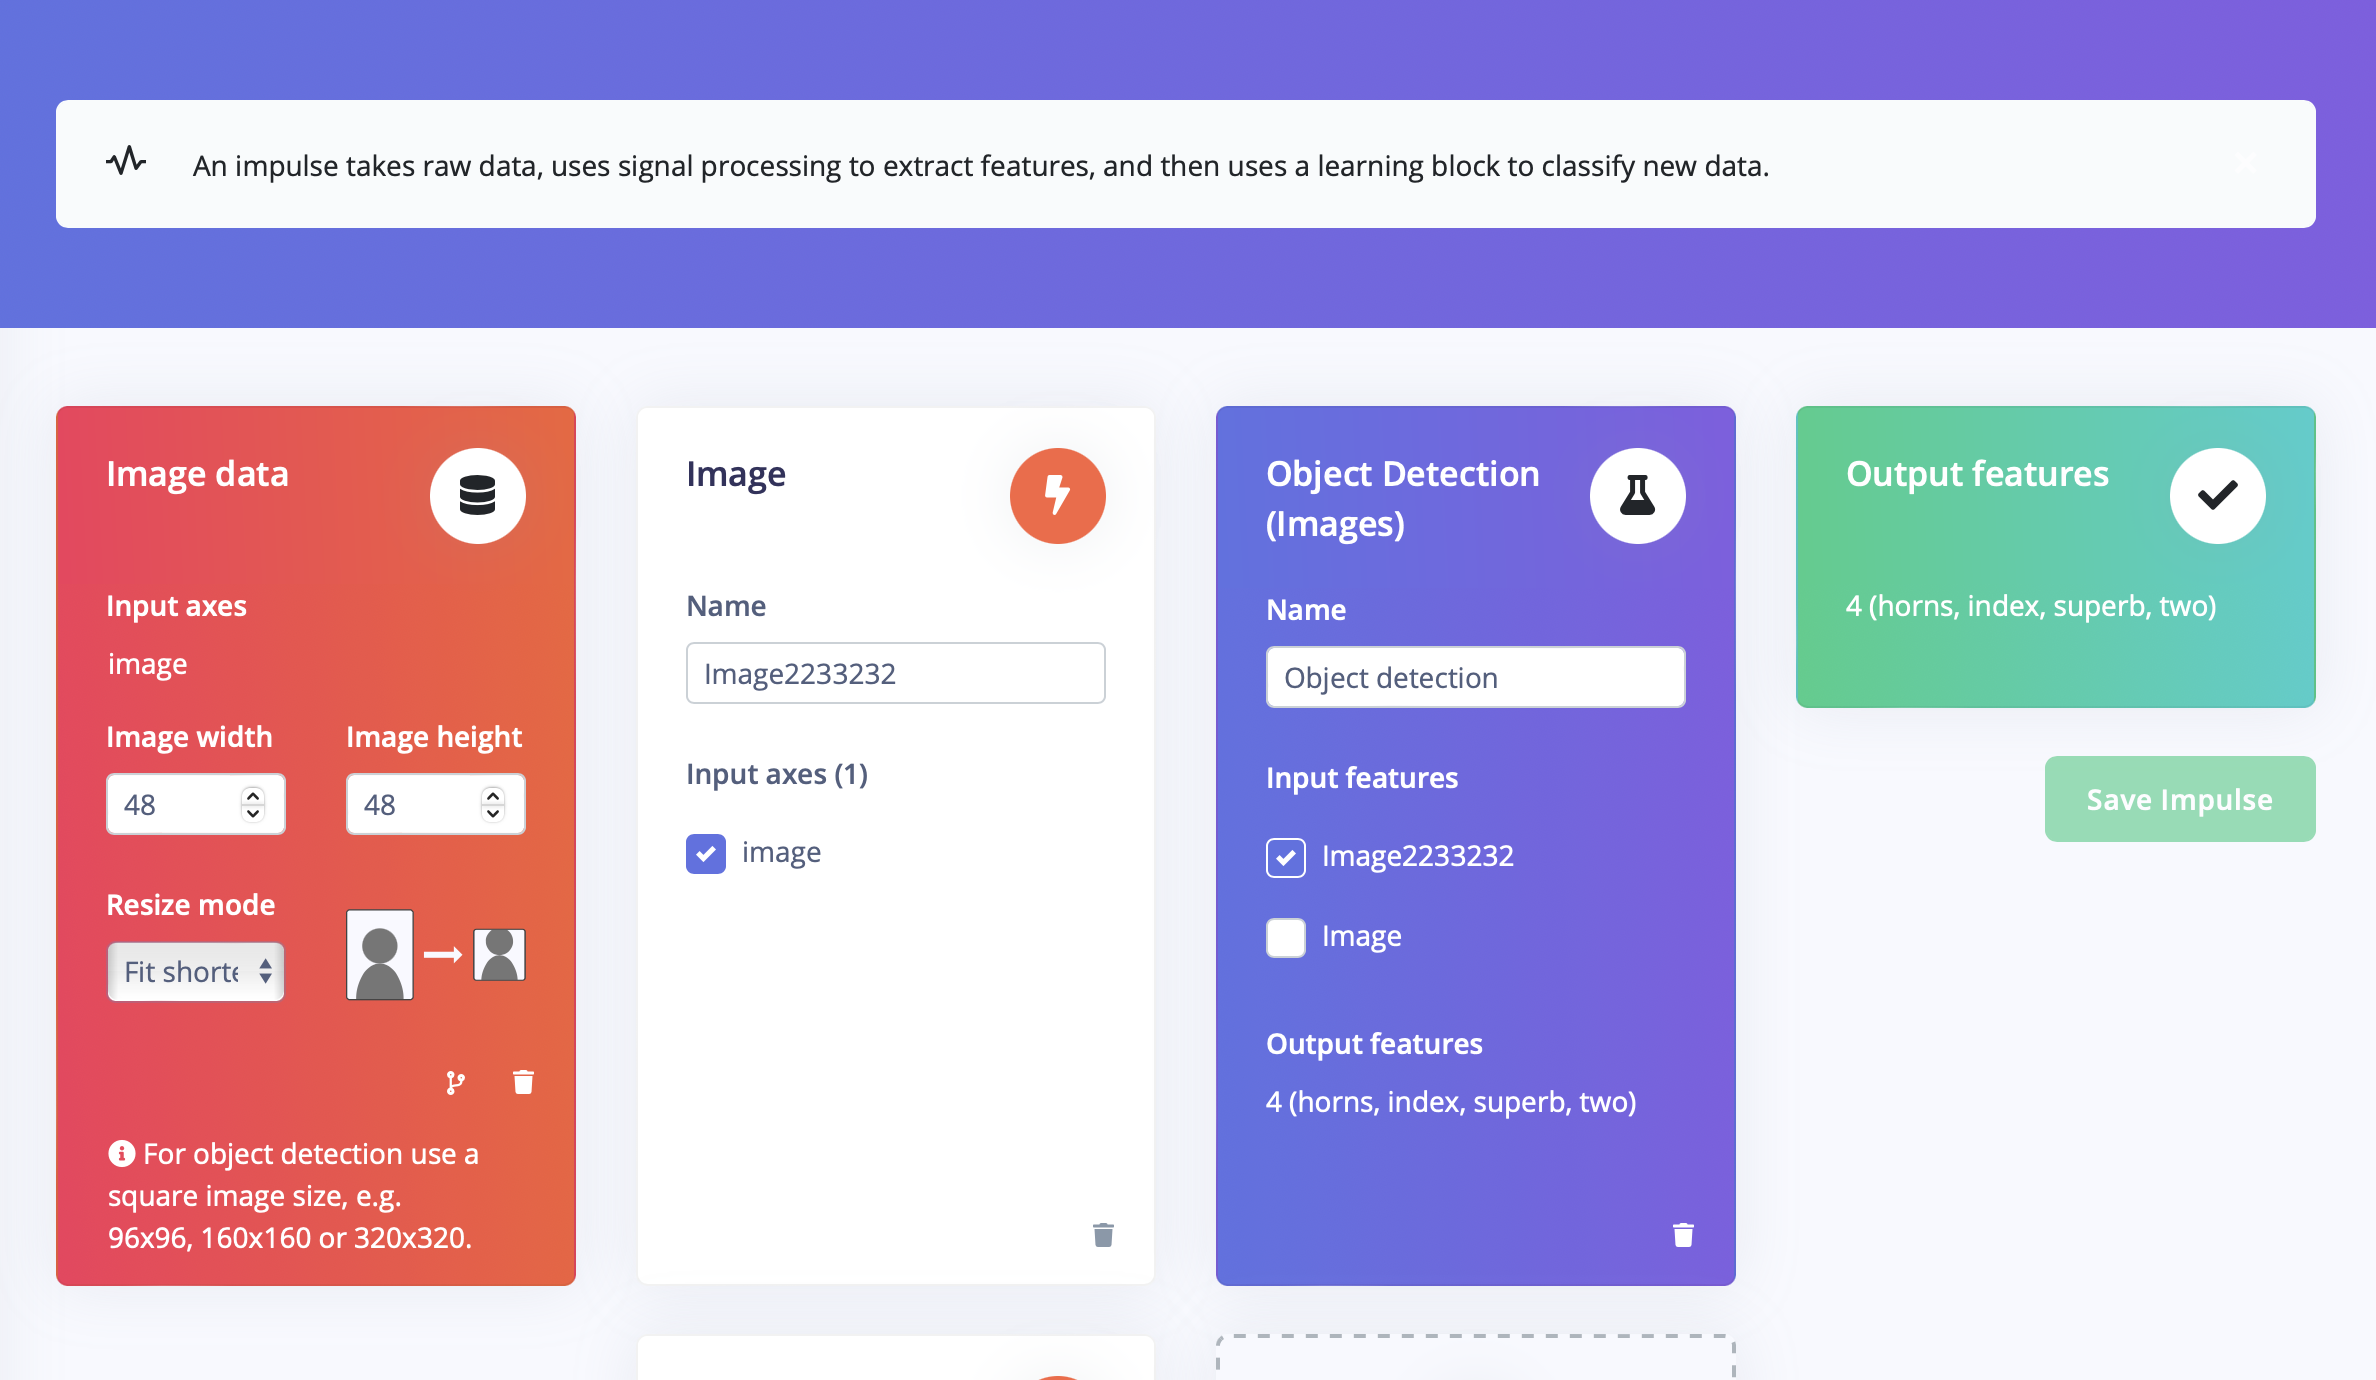 An impulse takes raw data, uses signal processing to extract features, and then uses a learning block to classify new data.
Image data
Input axes
image
Image width
Image height
48
48
Resize mode
Fit shorte
For object detection use a
square image size, e.g.
96x96, 160x160 or 320x320.
Image
Name
Image2233232
Input axes (1)
image
Object Detection
(Images)
Name
Object detection
Input features
Image2233232
Image
Output features
4 (horns, index, superb, two)
Output features
4 (horns, index, superb, two)
Save Impulse